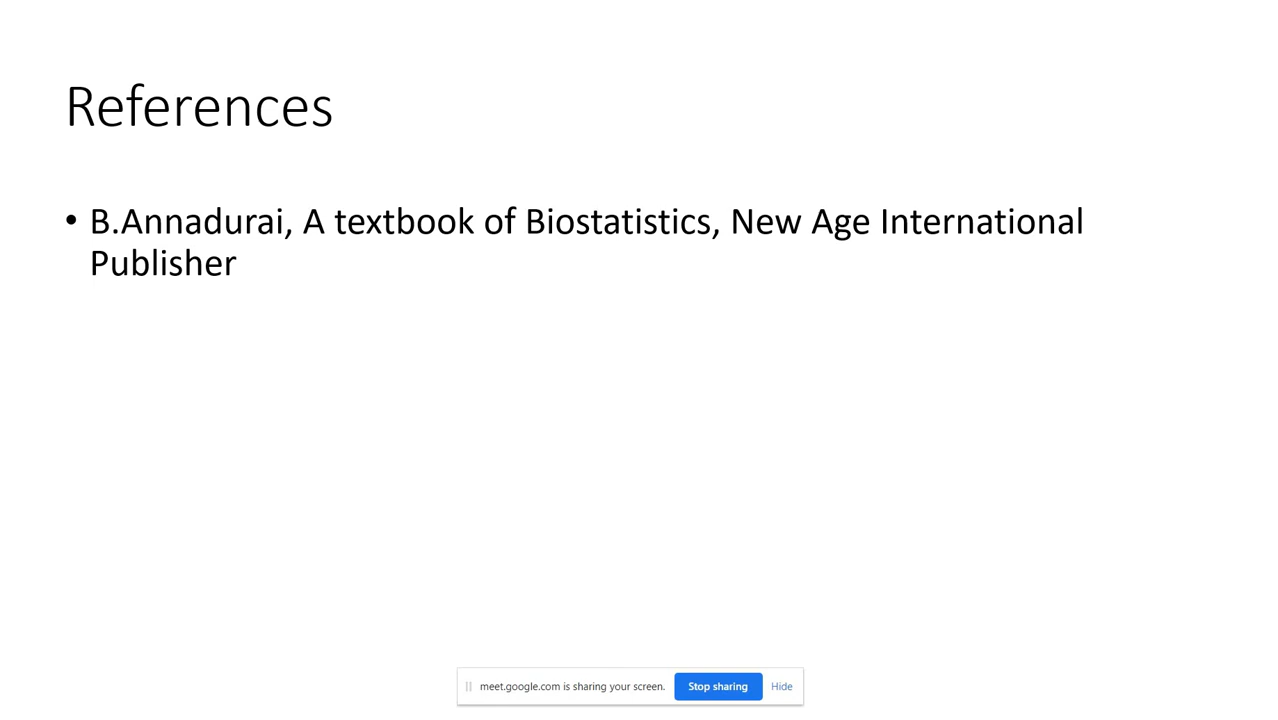 References
• B.Annadurai, A textbook of Biostatistics, New Age International
Publisher
meet.google.com is sharing your screen. Stop sharing Hide